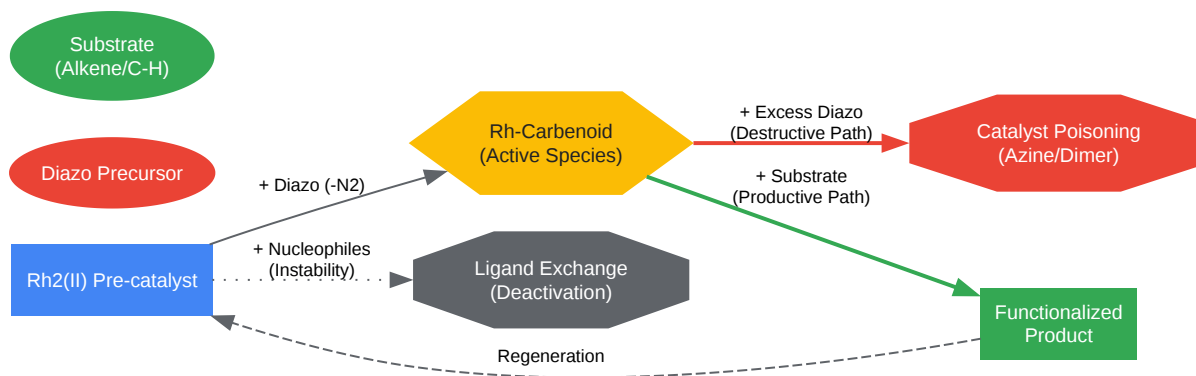 Substrate
(Alkene/C-H)
Diazo Precursor
Rh2(II) Pre-catalyst
+ Diazo (-N2)
+ Nucleophiles
(Instability)
Rh-Carbenoid
(Active Species)
Ligand Exchange
(Deactivation)
+ Excess Diazo
(Destructive Path)
+ Substrate
(Productive Path)
Catalyst Poisoning
(Azine/Dimer)
Functionalized
Product
Regeneration